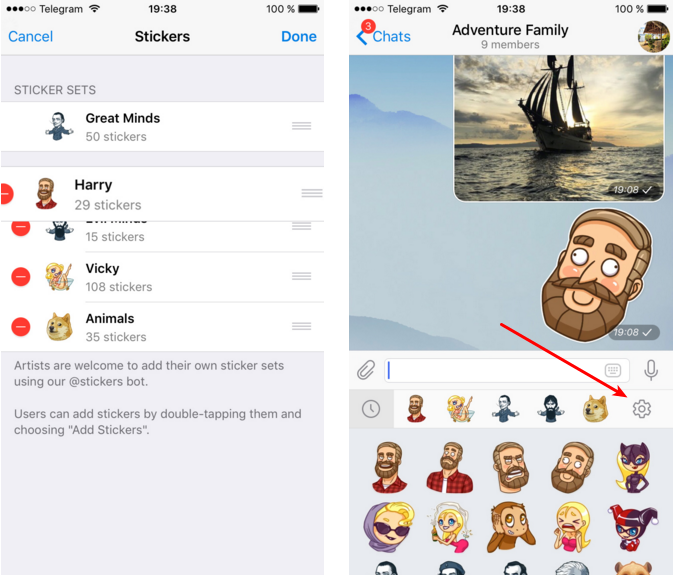 Telegram 19:38 100 %
Cancel Stickers Done
STICKER SETS
Great Minds
50 stickers
Harry
29 stickers
Evil Minds
15 stickers
Vicky
108 stickers
Animals
35 stickers
Artists are welcome to add their own sticker sets
using our @stickers bot.
Users can add stickers by double-tapping them and
choosing "Add Stickers".
Telegram 19:38 100 %
3
Chats Adventure Family
9 members
19:08
19:08